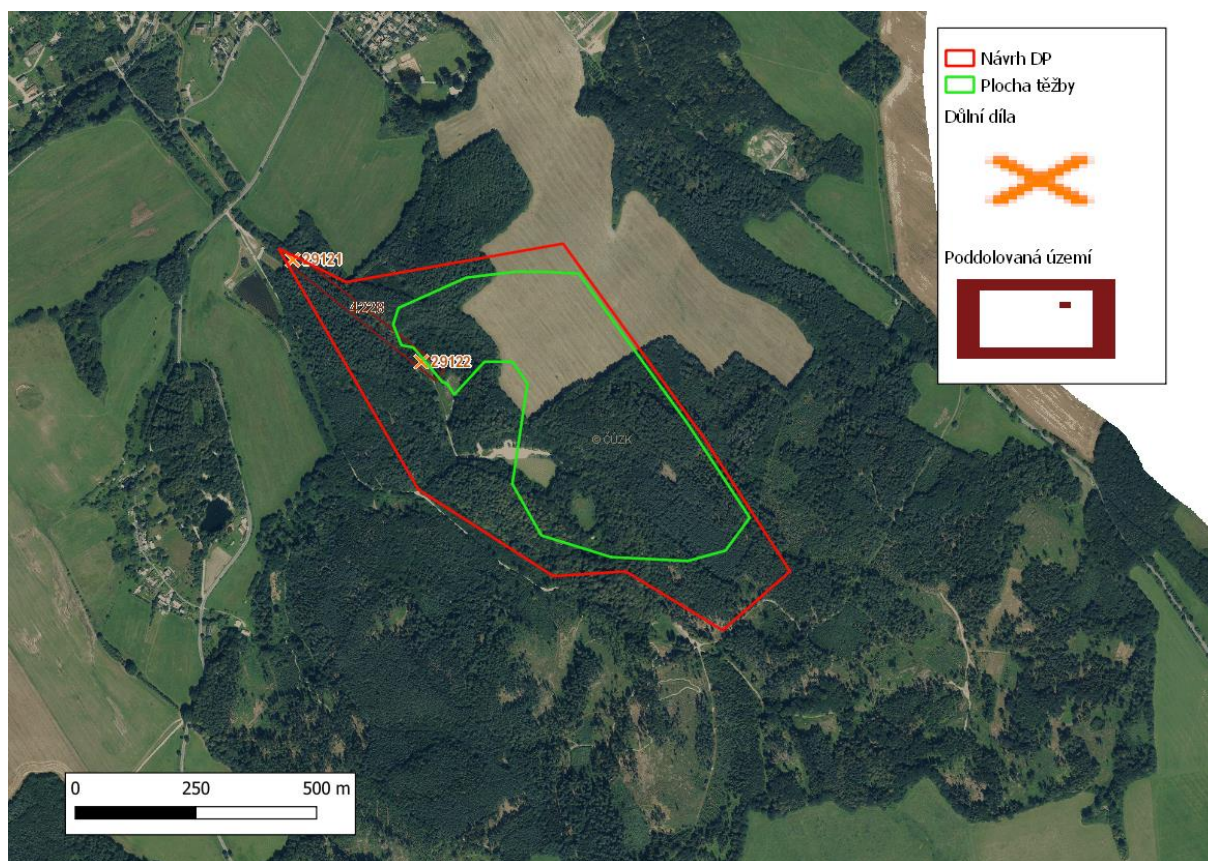 Návrh DP
Plocha těžby
Důlní díla
Poddolovaná území
29121
4228
29122
© ČÚZK
0 250 500 m